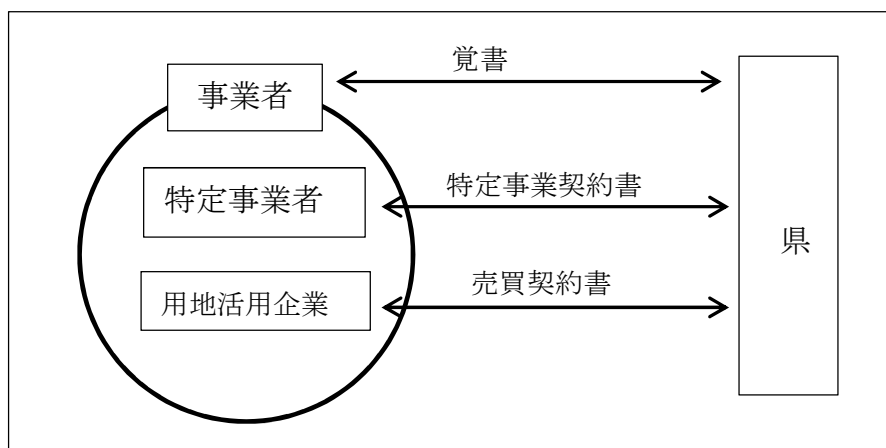 覚書
事業者
特定事業契約書
特定事業者
県
売買契約書
用地活用企業